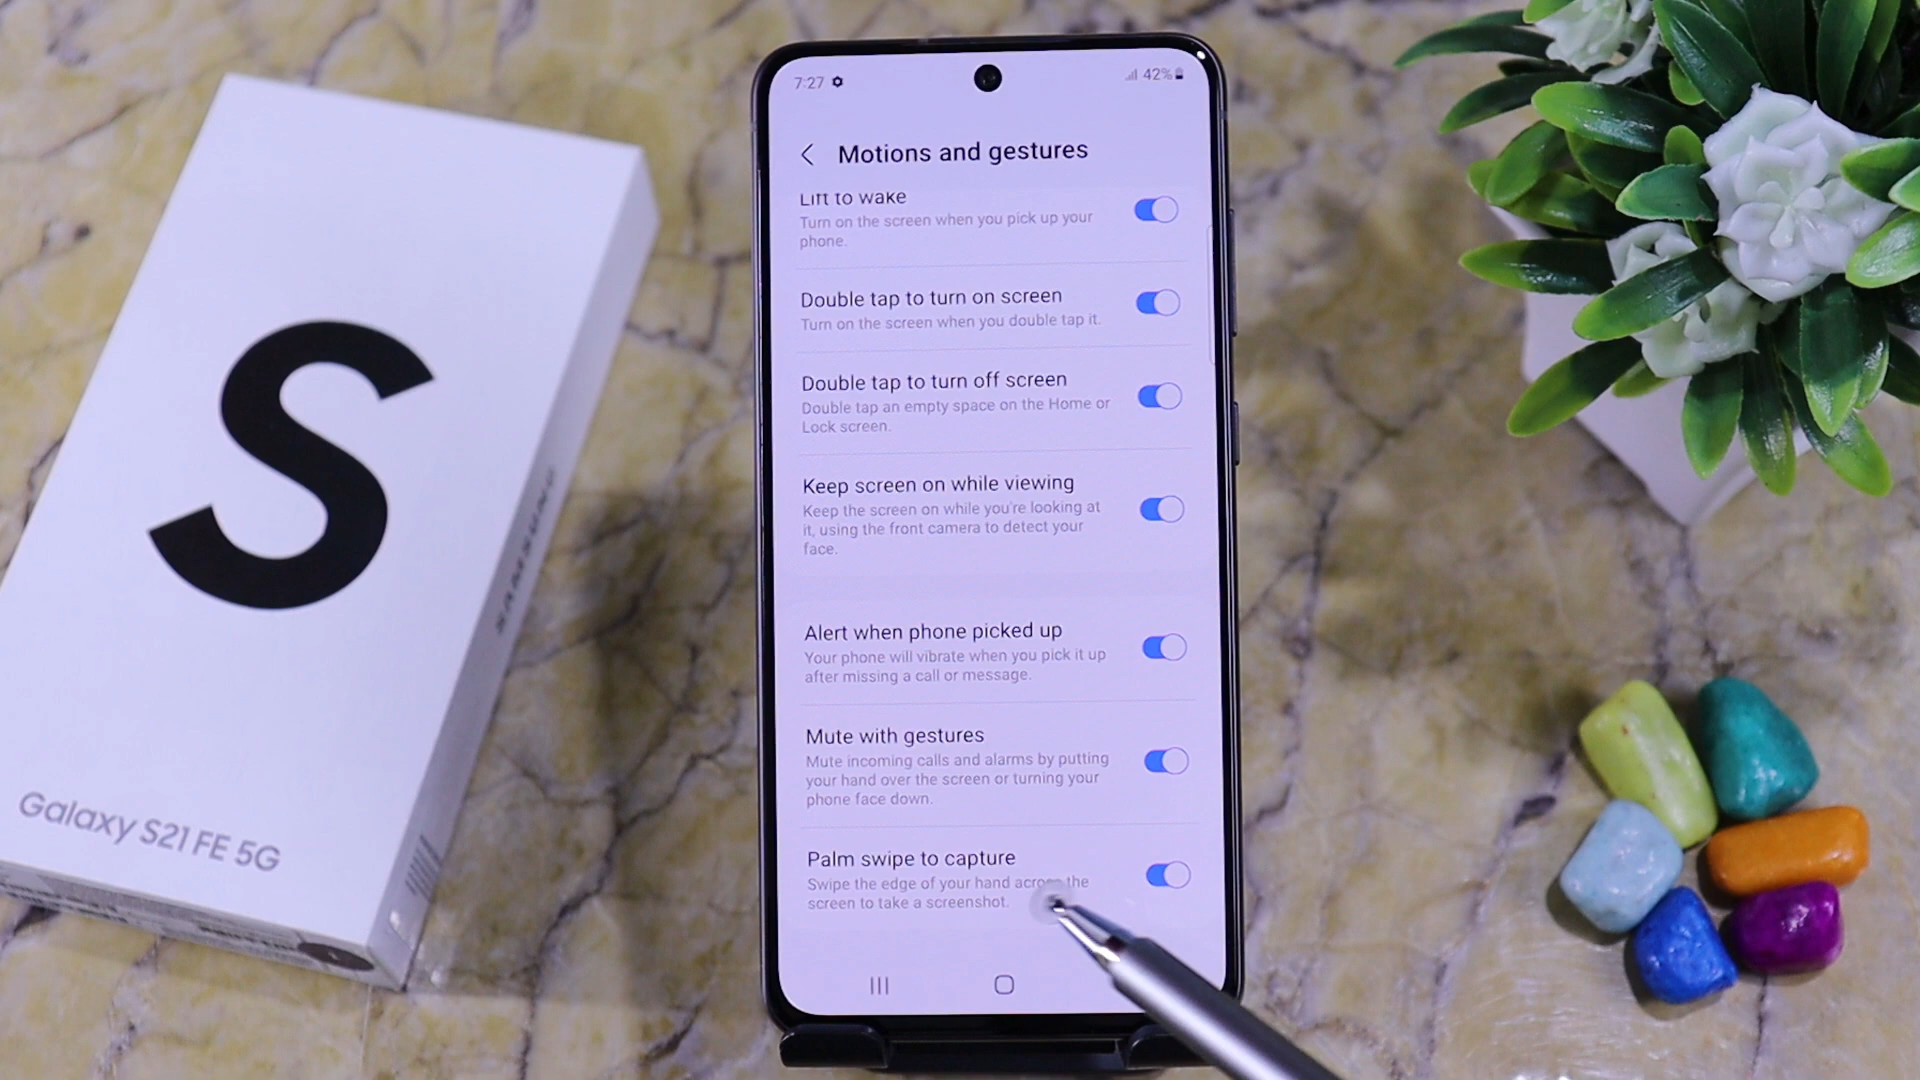 S
SAMSUNG
Galaxy S21 FE 5G
7:27
42%
Motions and gestures
Lift to wake
Turn on the screen when you pick up your
phone.
Double tap to turn on screen
Turn on the screen when you double tap it.
Double tap to turn off screen
Double tap an empty space on the Home or
Lock screen.
Keep screen on while viewing
Keep the screen on while you're looking at
it, using the front camera to detect your
face.
Alert when phone picked up
Your phone will vibrate when you pick it up
after missing a call or message.
Mute with gestures
Mute incoming calls and alarms by putting
your hand over the screen or turning your
phone face down.
Palm swipe to capture
Swipe the edge of your hand across the
screen to take a screenshot.